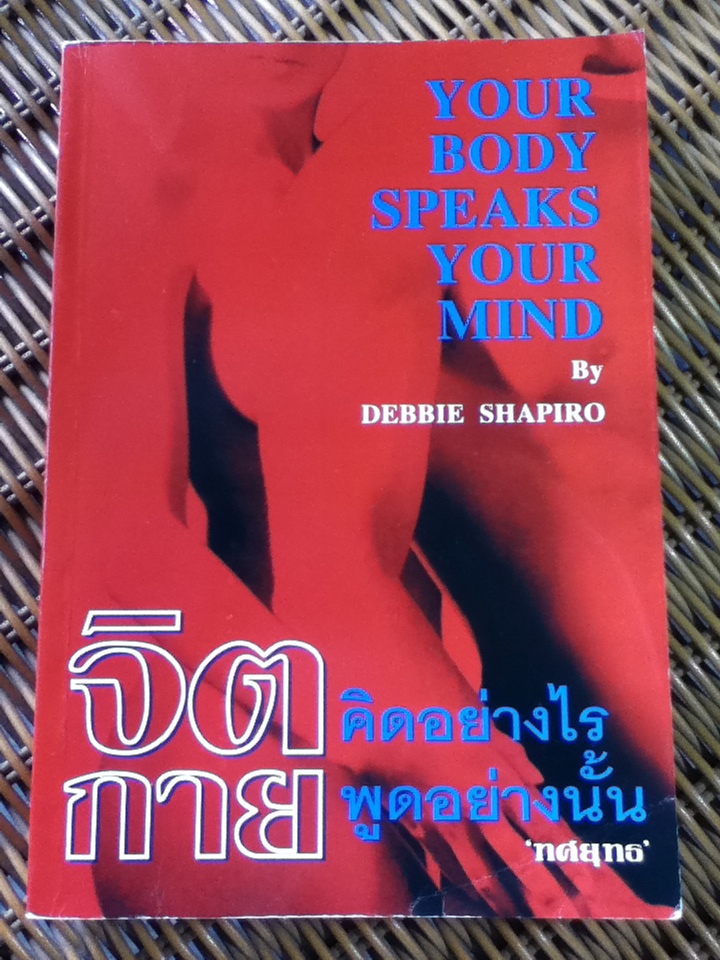 YOUR
BODY
SPEAKS
YOUR
MIND
By
DEBBIE SHAPIRO
จิต คิดอย่างไร
กาย พูดอย่างนั้น
'ทศยุทธ'